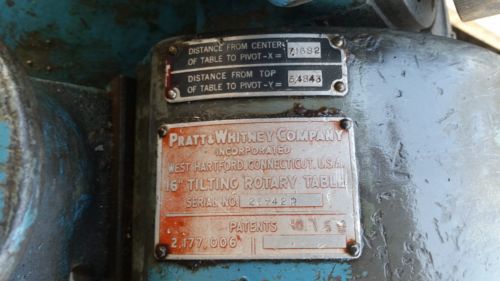 DISTANCE FROM CENTER
OF TABLE TO PIVOT-X=
DISTANCE FROM TOP
OF TABLE TO PIVOT-Y=
PRATT & WHITNEY COMPANY
INCORPORATED
WEST HARTFORD, CONNECTICUT, U.S.A.
16" TILTING ROTARY TABLE
SERIAL NO.
PATENTS
2,177,006